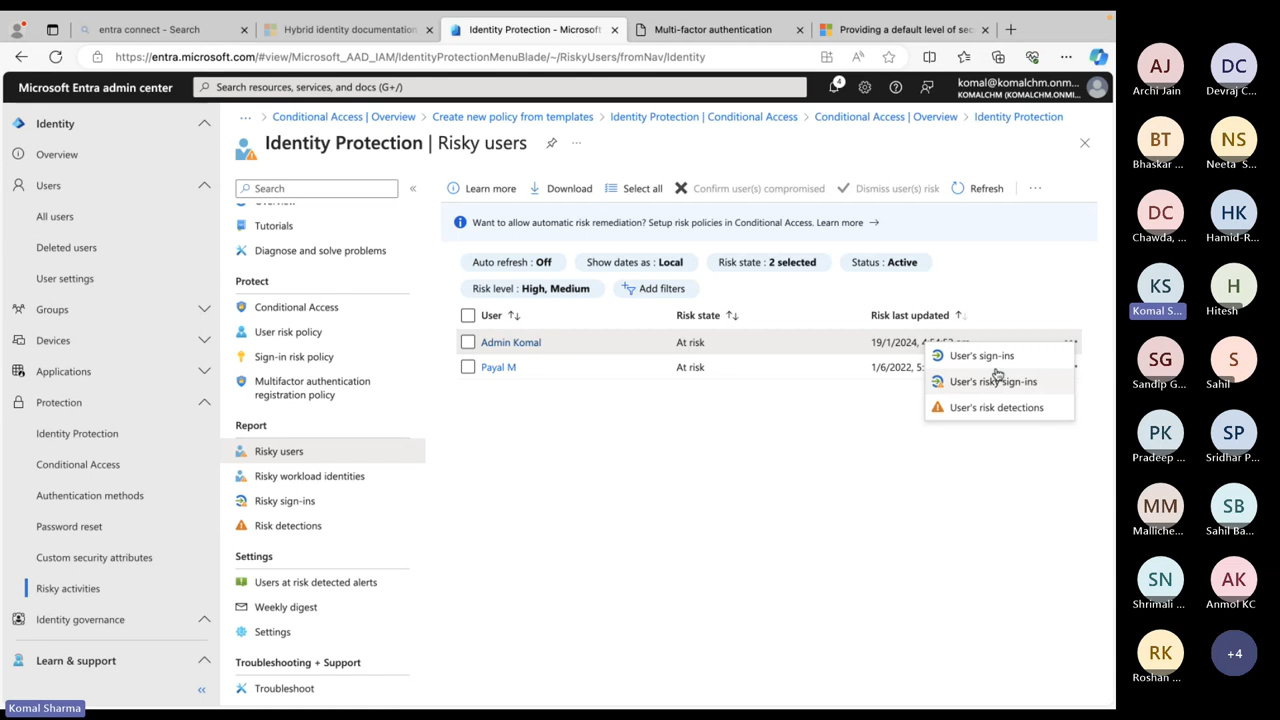 entra connect - Search
Hybrid identity documentation
Identity Protection - Microsoft
Multi-factor authentication
Providing a default level of sec
https://entra.microsoft.com/#view/Microsoft_AAD_IAM/IdentityProtectionMenuBlade/~/RiskyUsers/fromNav/Identity
Microsoft Entra admin center
Search resources, services, and docs (G+/)
4
komal@komalchm.onm...
KOMALCHM (KOMALCHM.ONMI...
Identity
Overview
Users
All users
Deleted users
User settings
Groups
Devices
Applications
Protection
Identity Protection
Conditional Access
Authentication methods
Password reset
Custom security attributes
Risky activities
Identity governance
Learn & support
«
... > Conditional Access | Overview > Create new policy from templates > Identity Protection | Conditional Access > Conditional Access | Overview > Identity Protection
Identity Protection | Risky users
...
Search
«
Overview
Tutorials
Diagnose and solve problems
Protect
Conditional Access
User risk policy
Sign-in risk policy
Multifactor authentication
registration policy
Report
Risky users
Risky workload identities
Risky sign-ins
Risk detections
Settings
Users at risk detected alerts
Weekly digest
Settings
Troubleshooting + Support
Troubleshoot
Learn more
Download
Select all
Confirm user(s) compromised
Dismiss user(s) risk
Refresh
...
Want to allow automatic risk remediation? Setup risk policies in Conditional Access. Learn more →
Auto refresh : Off
Show dates as : Local
Risk state : 2 selected
Status : Active
Risk level : High, Medium
Add filters
User Risk state Risk last updated
Admin Komal At risk 19/1/2024,
Payal M At risk 1/6/2022, 5:
User's sign-ins
User's risky sign-ins
User's risk detections
AJ
Archi Jain
DC
Devraj C...
BT
Bhaskar ...
NS
Neeta S...
DC
Chawda, ...
HK
Hamid-R...
KS
Komal S...
H
Hitesh
SG
Sandip G...
S
Sahil
PK
Pradeep ...
SP
Sridhar P...
MM
Malliche...
SB
Sahil Ba...
SN
Shrimali ...
AK
Anmol KC
RK
Roshan ...
+4
Komal Sharma